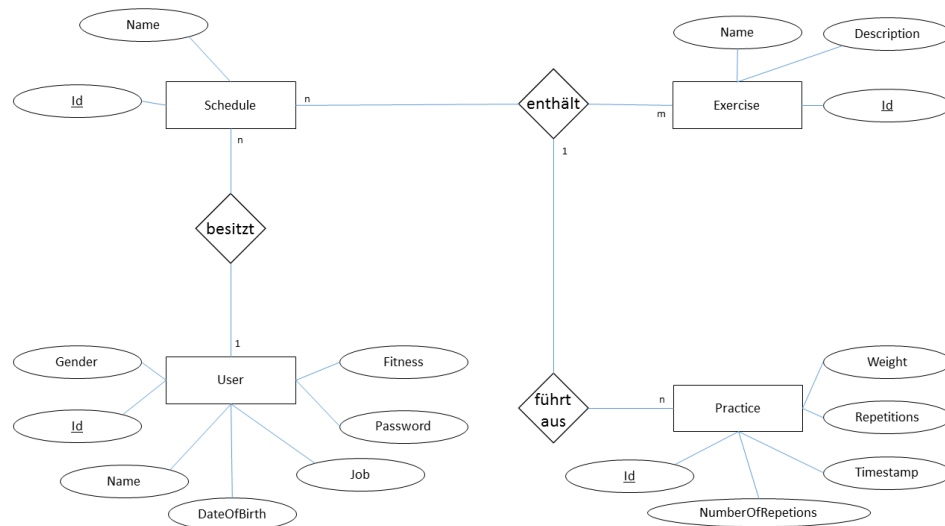 Name
Name
Description
Id
Schedule
n
enthält
m
Exercise
Id
n
1
besitzt
1
Gender
User
Fitness
Id
Password
Name
Job
DateOfBirth
führt
aus
n
Practice
Weight
Repetitions
Id
Timestamp
NumberOfRepetions